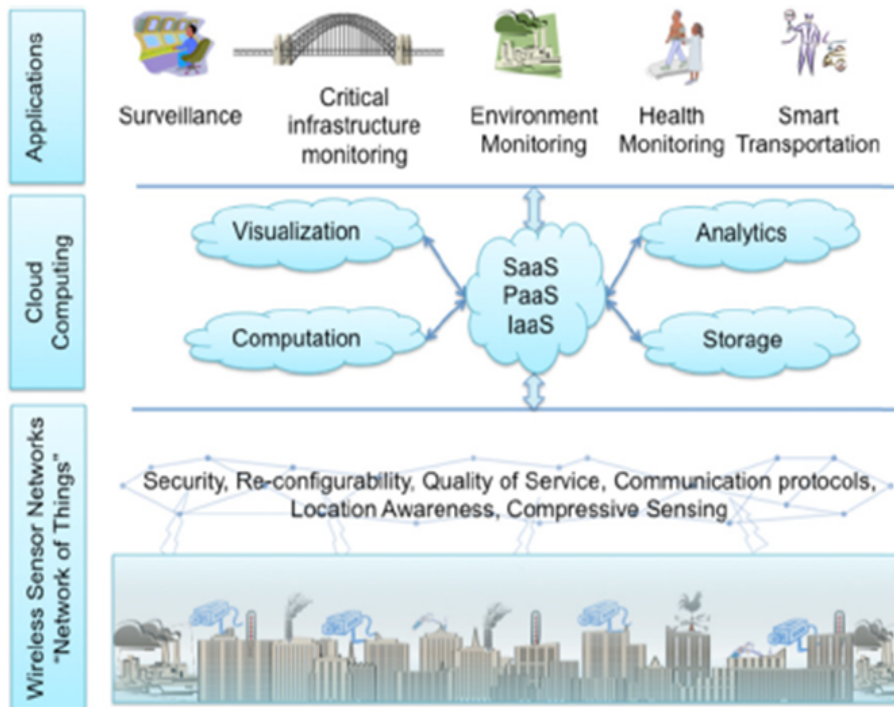 Applications
Surveillance
Critical
infrastructure
monitoring
Environment
Monitoring
Health
Monitoring
Smart
Transportation
Cloud
Computing
Visualization
Computation
SaaS
PaaS
IaaS
Analytics
Storage
Wireless Sensor Networks
"Network of Things"
Security, Re-configurability, Quality of Service, Communication protocols,
Location Awareness, Compressive Sensing